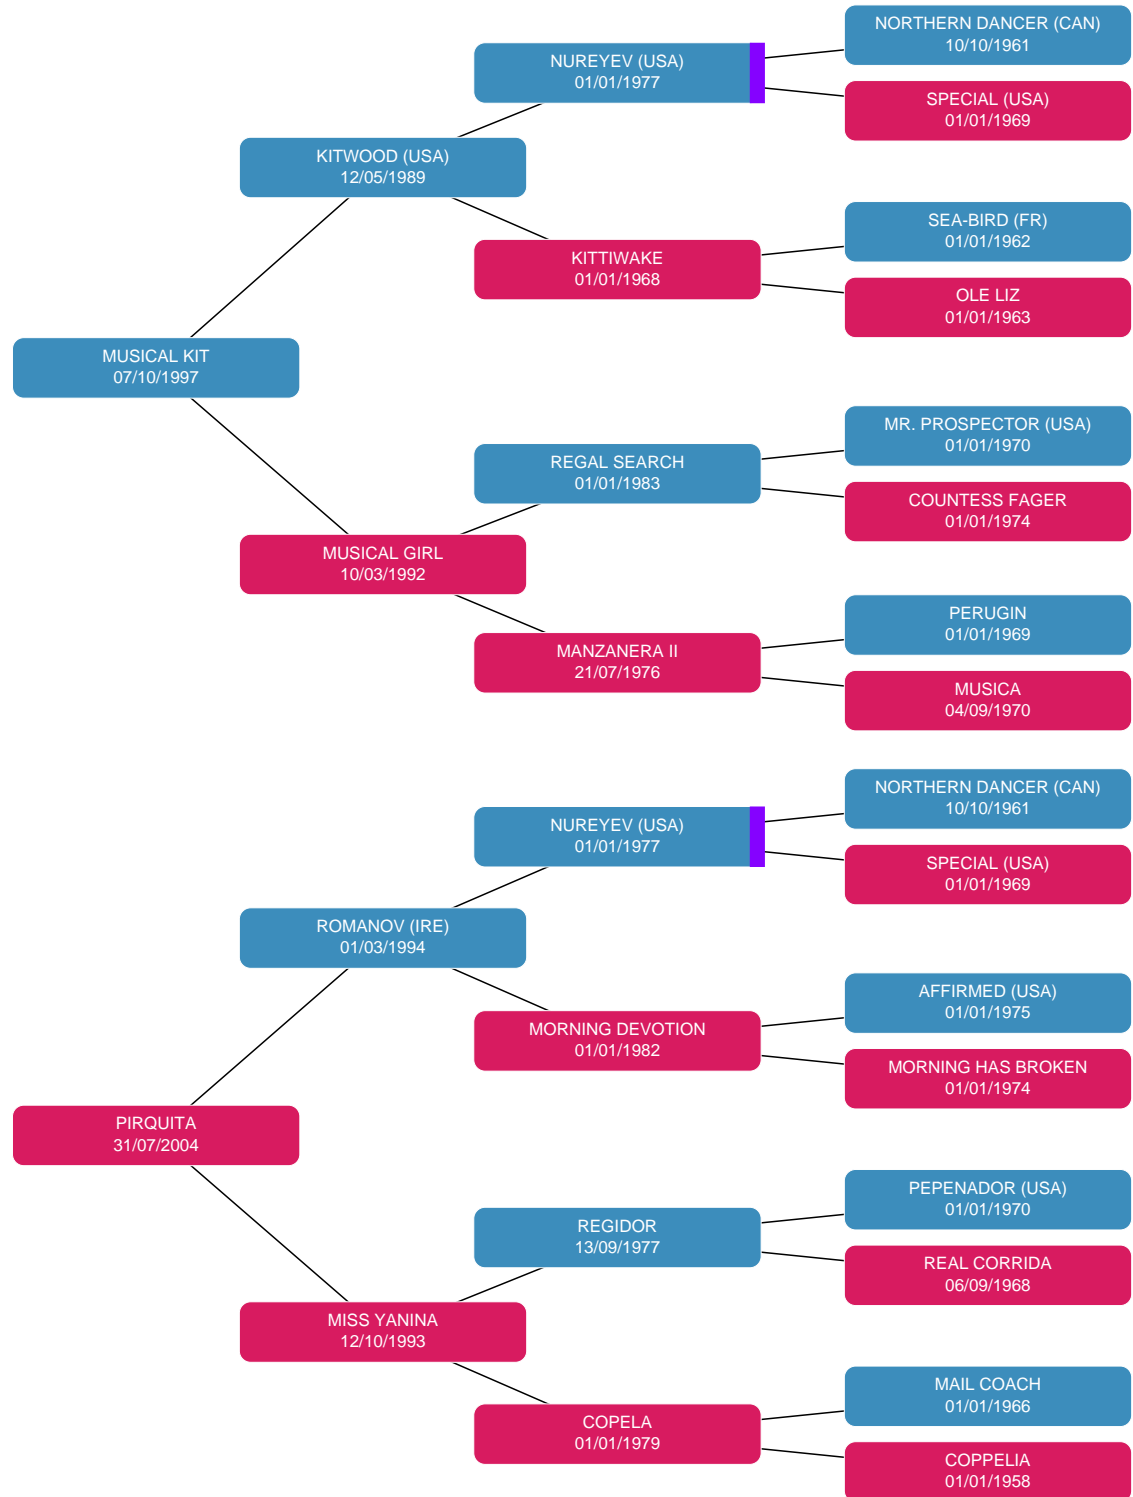 NORTHERN DANCER (CAN)
10/10/1961
NUREYEV (USA)
01/01/1977
SPECIAL (USA)
01/01/1969
KITWOOD (USA)
12/05/1989
SEA-BIRD (FR)
01/01/1962
KITTIWAKE
01/01/1968
OLE LIZ
01/01/1963
MUSICAL KIT
07/10/1997
MR. PROSPECTOR (USA)
01/01/1970
REGAL SEARCH
01/01/1983
COUNTESS FAGER
01/01/1974
MUSICAL GIRL
10/03/1992
PERUGIN
01/01/1969
MANZANERA II
21/07/1976
MUSICA
04/09/1970
NORTHERN DANCER (CAN)
10/10/1961
NUREYEV (USA)
01/01/1977
SPECIAL (USA)
01/01/1969
ROMANOV (IRE)
01/03/1994
AFFIRMED (USA)
01/01/1975
MORNING DEVOTION
01/01/1982
MORNING HAS BROKEN
01/01/1974
PIRQUITA
31/07/2004
PEPENADOR (USA)
01/01/1970
REGIDOR
13/09/1977
REAL CORRIDA
06/09/1968
MISS YANINA
12/10/1993
MAIL COACH
01/01/1966
COPELA
01/01/1979
COPPELIA
01/01/1958